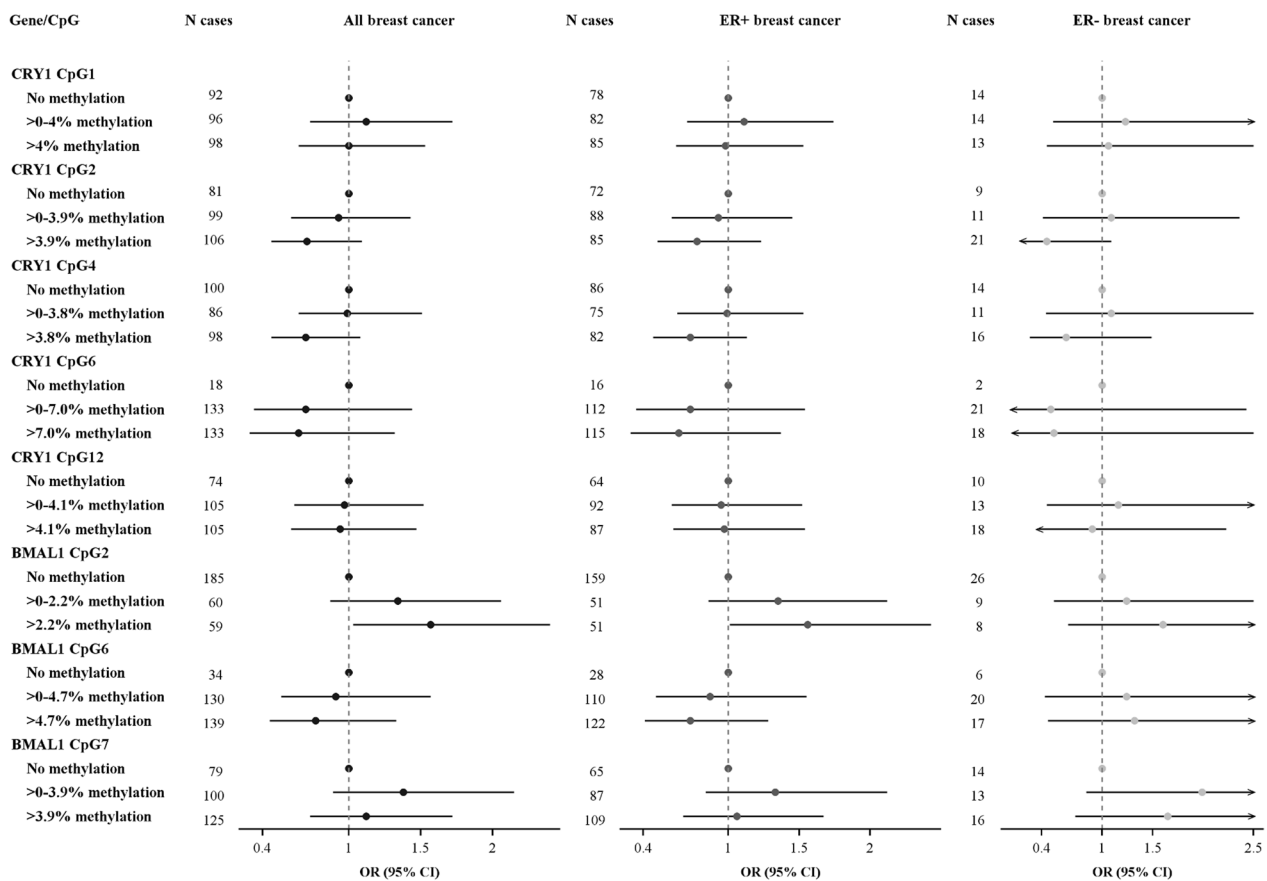 Gene/CpG N cases All breast cancer N cases ER+ breast cancer N cases ER- breast cancer
CRY1 CpG1
No methylation 92 78 14
>0-4% methylation 96 82 14
>4% methylation 98 85 13
CRY1 CpG2
No methylation 81 72 9
>0-3.9% methylation 99 88 11
>3.9% methylation 106 85 21
CRY1 CpG4
No methylation 100 86 14
>0-3.8% methylation 86 75 11
>3.8% methylation 98 82 16
CRY1 CpG6
No methylation 18 16 2
>0-7.0% methylation 133 112 21
>7.0% methylation 133 115 18
CRY1 CpG12
No methylation 74 64 10
>0-4.1% methylation 105 92 13
>4.1% methylation 105 87 18
BMAL1 CpG2
No methylation 185 159 26
>0-2.2% methylation 60 51 9
>2.2% methylation 59 51 8
BMAL1 CpG6
No methylation 34 28 6
>0-4.7% methylation 130 110 20
>4.7% methylation 139 122 17
BMAL1 CpG7
No methylation 79 65 14
>0-3.9% methylation 100 87 13
>3.9% methylation 125 109 16
0.4 1 1.5 2 0.4 1 1.5 2 0.4 1 1.5 2.5
OR (95% CI) OR (95% CI) OR (95% CI)